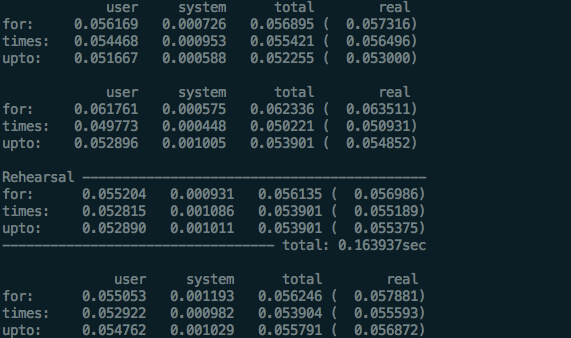 user     system      total        real
for:     0.056169   0.000726   0.056895 (  0.057316)
times:   0.054468   0.000953   0.055421 (  0.056496)
upto:    0.051667   0.000588   0.052255 (  0.053000)

             user     system      total        real
for:     0.061761   0.000575   0.062336 (  0.063511)
times:   0.049773   0.000448   0.050221 (  0.050931)
upto:    0.052896   0.001005   0.053901 (  0.054852)

Rehearsal -------------------------------------------
for:      0.055204   0.000931   0.056135 (  0.056986)
times:    0.052815   0.001086   0.053901 (  0.055189)
upto:     0.052890   0.001011   0.053901 (  0.055375)
---------------------------------- total: 0.163937sec

              user     system      total        real
for:      0.055053   0.001193   0.056246 (  0.057881)
times:    0.052922   0.000982   0.053904 (  0.055593)
upto:     0.054762   0.001029   0.055791 (  0.056872)